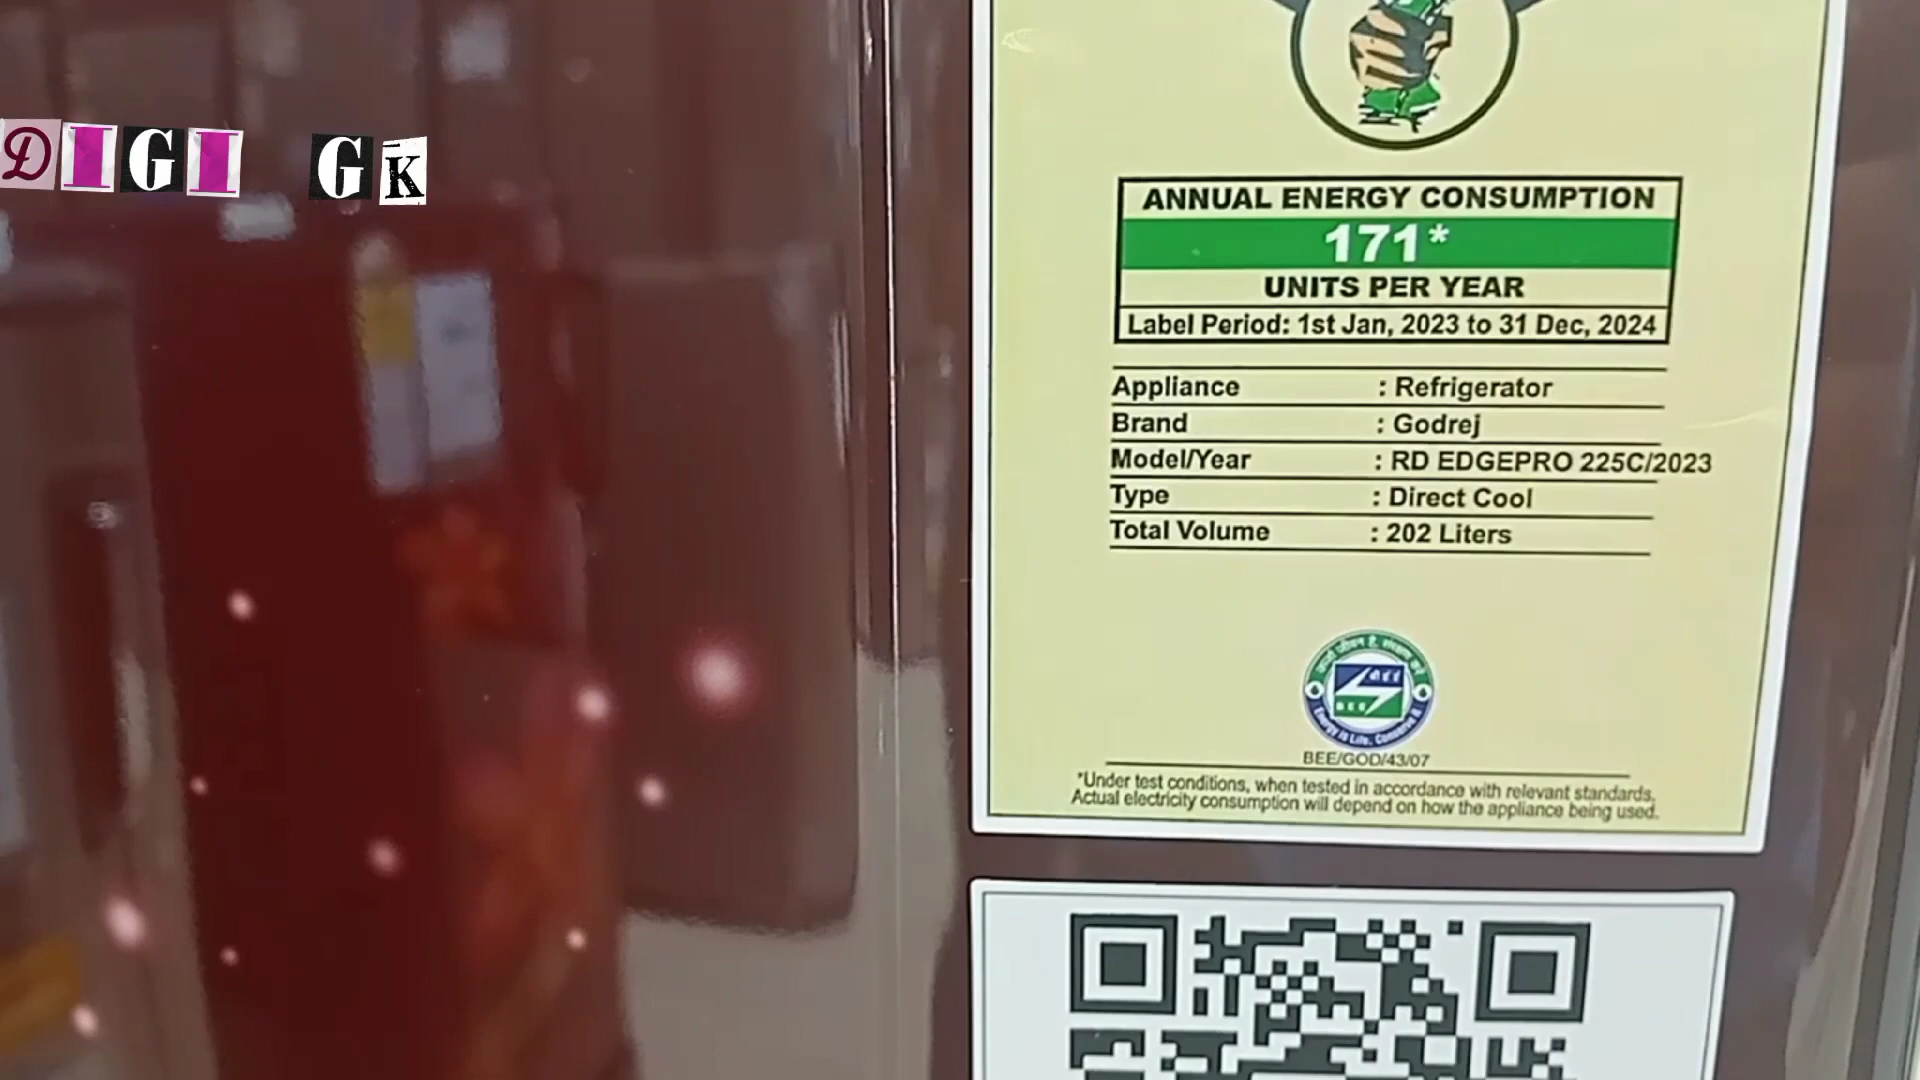 DIGI GK
ANNUAL ENERGY CONSUMPTION
171*
UNITS PER YEAR
Label Period: 1st Jan, 2023 to 31 Dec, 2024
Appliance : Refrigerator
Brand : Godrej
Model/Year : RD EDGEPRO 225C/2023
Type : Direct Cool
Total Volume : 202 Liters
BEE
BEE/GOD/43/07
*Under test conditions, when tested in accordance with relevant standards.
Actual electricity consumption will depend on how the appliance being used.